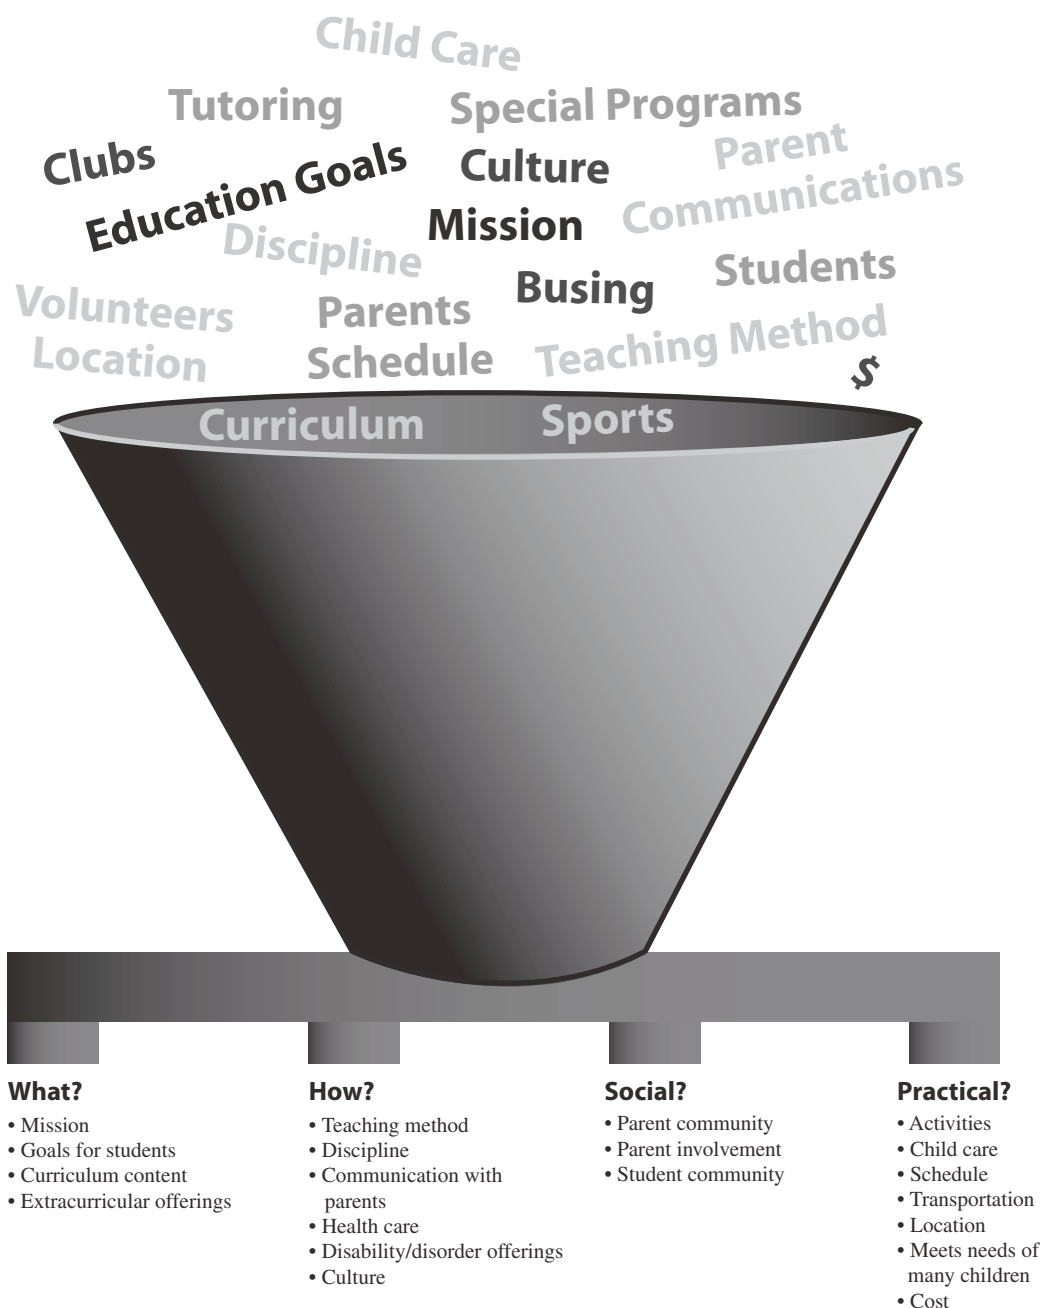 Child Care
Tutoring
Special Programs
Clubs
Education Goals
Culture
Parent
Communications
Mission
Discipline
Busing
Students
Volunteers
Parents
Teaching Method
Location
Schedule
$
Curriculum
Sports
What?
• Mission
• Goals for students
• Curriculum content
• Extracurricular offerings
How?
• Teaching method
• Discipline
• Communication with
parents
• Health care
• Disability/disorder offerings
• Culture
Social?
• Parent community
• Parent involvement
• Student community
Practical?
• Activities
• Child care
• Schedule
• Transportation
• Location
• Meets needs of
many children
• Cost